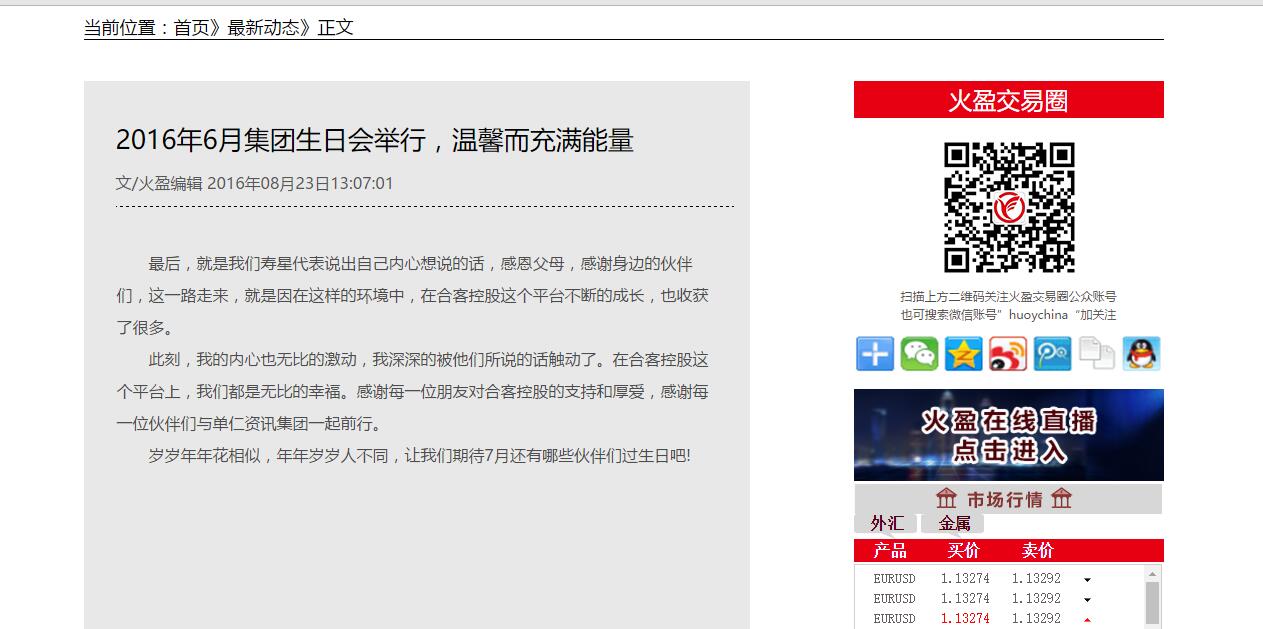 当前位置：首页》最新动态》正文
2016年6月集团生日会举行，温馨而充满能量
文/火盈编辑 2016年08月23日13:07:01
最后，就是我们寿星代表说出自己内心想说的话，感恩父母，感谢身边的伙伴
们，这一路走来，就是因在这样的环境中，在合客控股这个平台不断的成长，也收获
了很多。
此刻，我的内心也无比的激动，我深深的被他们所说的话触动了。在合客控股这
个平台上，我们都是无比的幸福。感谢每一位朋友对合客控股的支持和厚爱，感谢每
一位伙伴们与单仁资讯集团一起前行。
岁岁年年花相似，年年岁岁人不同，让我们期待7月还有哪些伙伴们过生日吧!
火盈交易圈
扫描上方二维码关注火盈交易圈公众账号
也可搜索微信账号”huoychina“加关注
火盈在线直播
点击进入
市场行情
外汇 金属
产品 买价 卖价
EURUSD 1.13274 1.13292
EURUSD 1.13274 1.13292
EURUSD 1.13274 1.13292